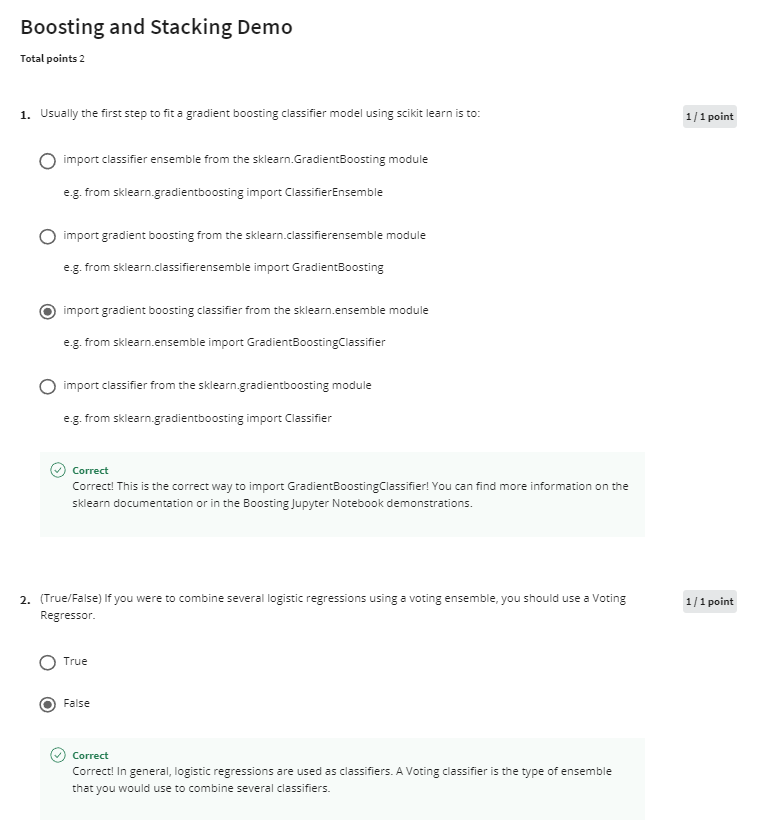 Boosting and Stacking Demo
Total points 2
1. Usually the first step to fit a gradient boosting classifier model using scikit learn is to:
1 / 1 point
import classifier ensemble from the sklearn.GradientBoosting module
e.g. from sklearn.gradientboosting import ClassifierEnsemble
import gradient boosting from the sklearn.classifierensemble module
e.g. from sklearn.classifierensemble import GradientBoosting
import gradient boosting classifier from the sklearn.ensemble module
e.g. from sklearn.ensemble import GradientBoostingClassifier
import classifier from the sklearn.gradientboosting module
e.g. from sklearn.gradientboosting import Classifier
Correct
Correct! This is the correct way to import GradientBoostingClassifier! You can find more information on the
sklearn documentation or in the Boosting Jupyter Notebook demonstrations.
2. (True/False) If you were to combine several logistic regressions using a voting ensemble, you should use a Voting
Regressor.
1 / 1 point
True
False
Correct
Correct! In general, logistic regressions are used as classifiers. A Voting classifier is the type of ensemble
that you would use to combine several classifiers.